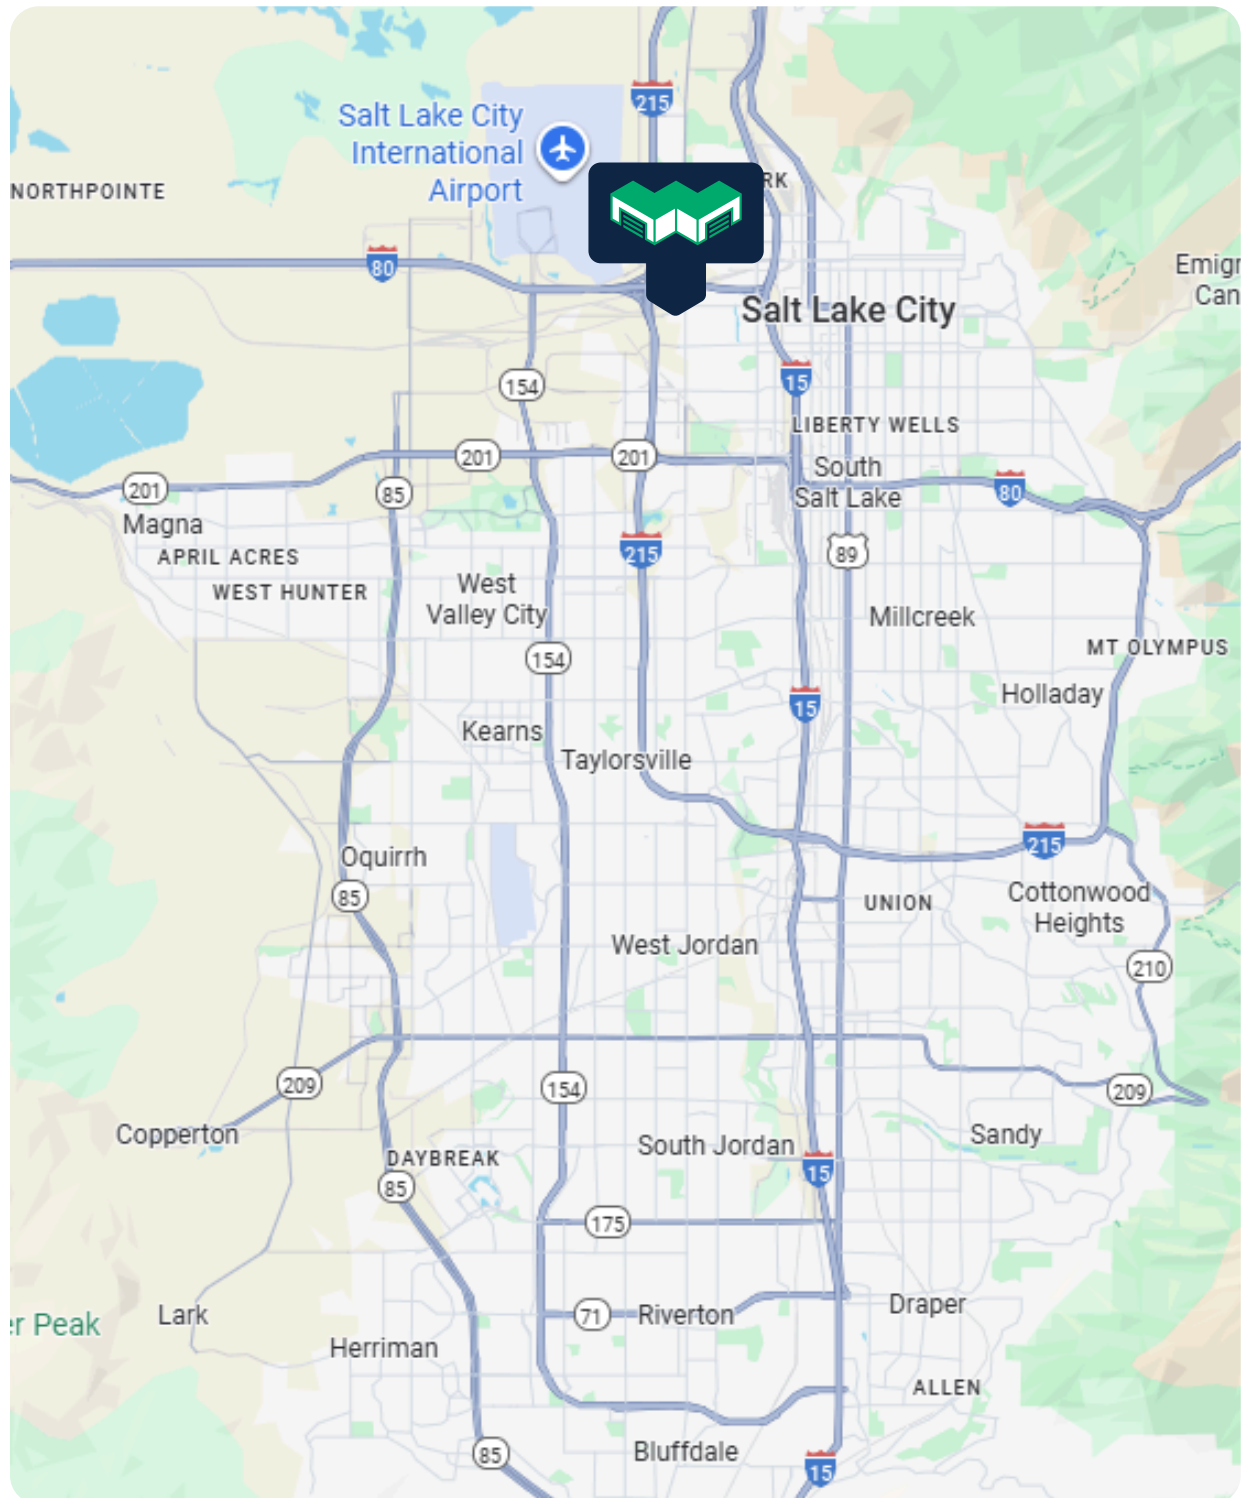 215
Salt Lake City
International
Airport
NORTHPOINTE
RK
80
Emigr
Can
Salt Lake City
154
15
LIBERTY WELLS
201
201
South
Salt Lake
201
85
80
Magna
APRIL ACRES
215
89
WEST HUNTER
West
Valley City
Millcreek
154
MT OLYMPUS
Holladay
15
Kearns
Taylorsville
215
Oquirrh
85
UNION
Cottonwood
Heights
West Jordan
210
209
154
209
Copperton
South Jordan
Sandy
DAYBREAK
15
85
175
Lark
71
Riverton
Draper
er Peak
Herriman
ALLEN
85
Bluffdale
15